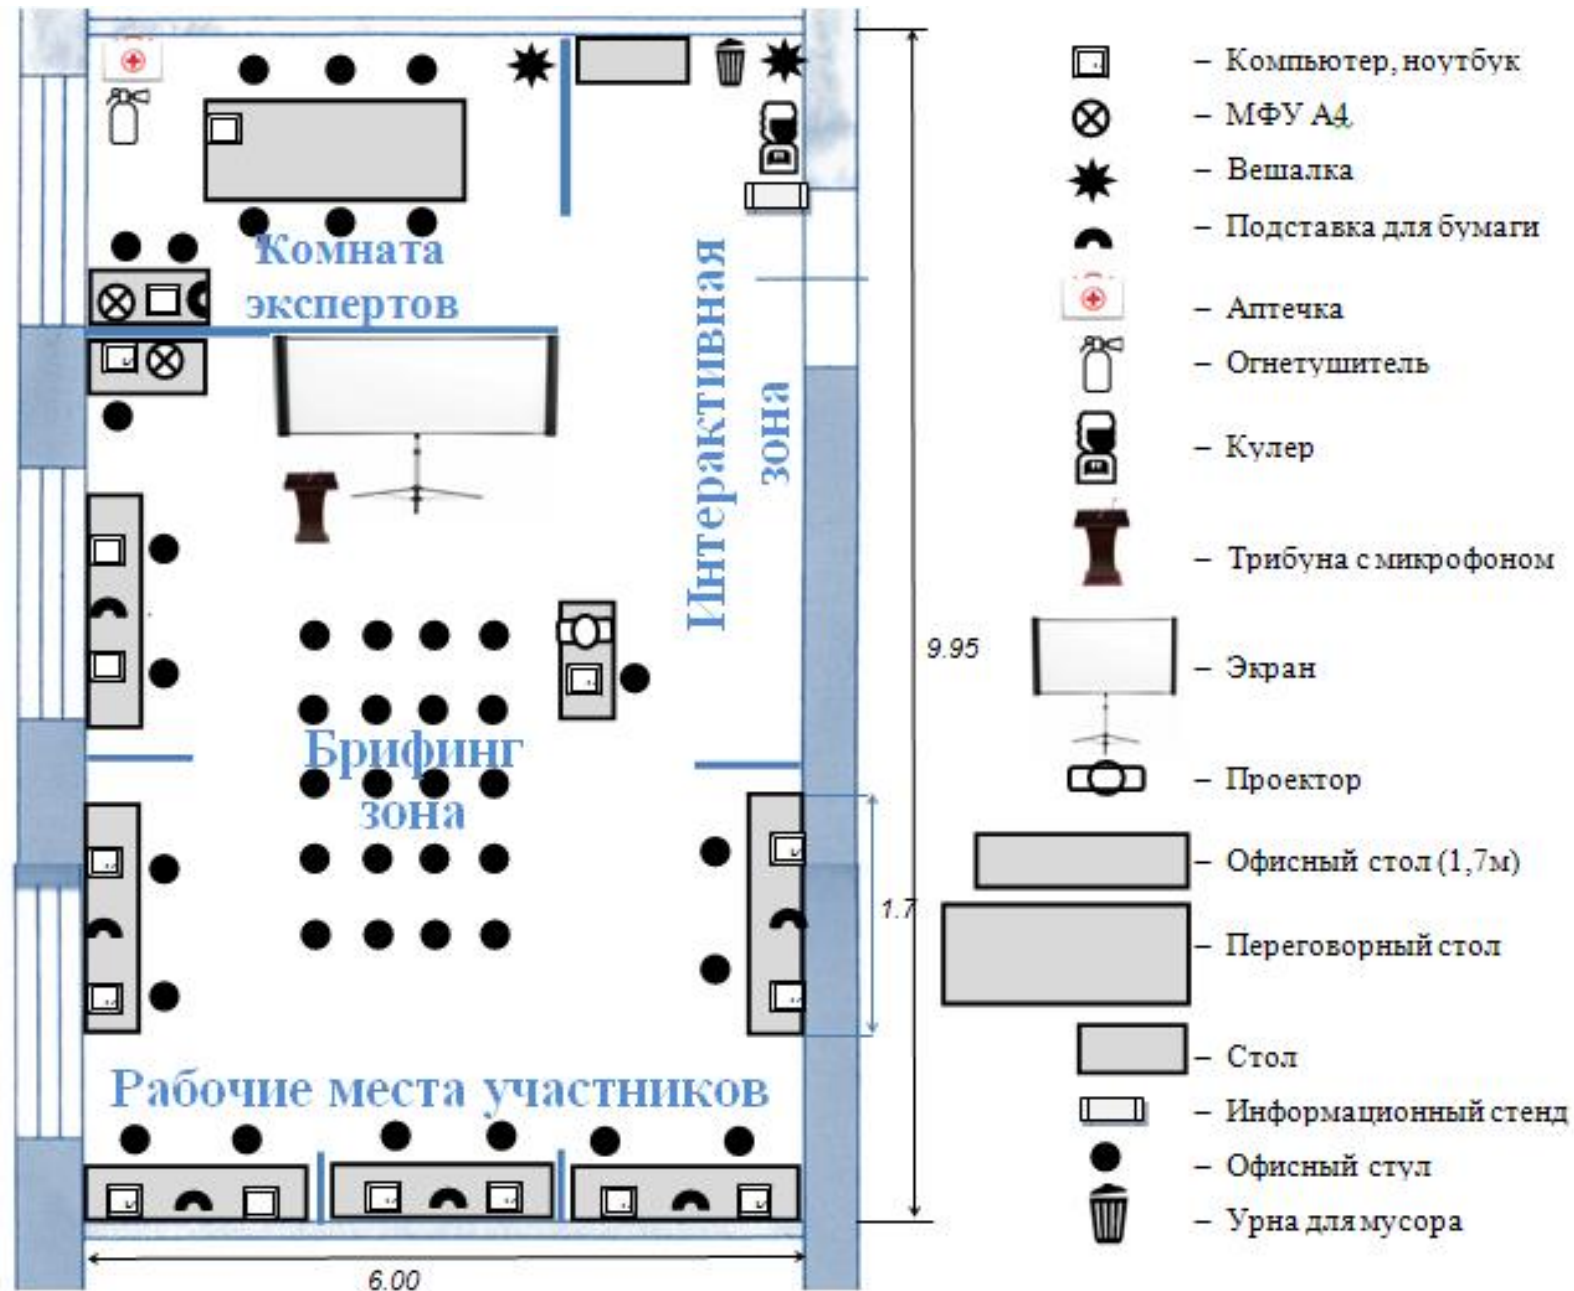 Комната
экспертов
Интерактивная
зона
Брифинг
зона
Рабочие места участников
9.95
1.7
6.00
– Компьютер, ноутбук
– МФУ А4
– Вешалка
– Подставка для бумаги
– Аптечка
– Огнетушитель
– Кулер
– Трибуна с микрофоном
– Экран
– Проектор
– Офисный стол (1,7м)
– Переговорный стол
– Стол
– Информационный стенд
– Офисный стул
– Урна для мусора